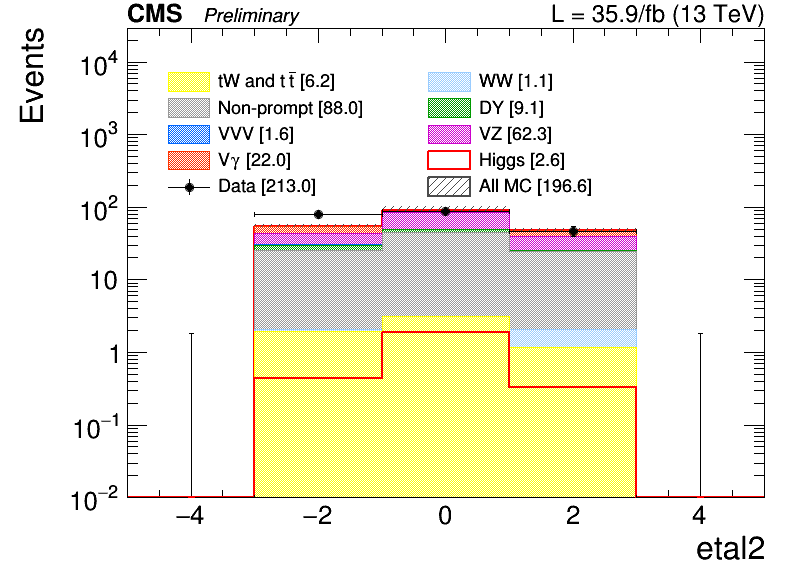 CMS Preliminary L = 35.9/fb (13 TeV)
Events
10⁴
10³
10²
10
1
10⁻¹
10⁻²
tW and t t̄ [6.2] WW [1.1]
Non-prompt [88.0] DY [9.1]
VVV [1.6] VZ [62.3]
Vγ [22.0] Higgs [2.6]
Data [213.0] All MC [196.6]
−4 −2 0 2 4
etal2